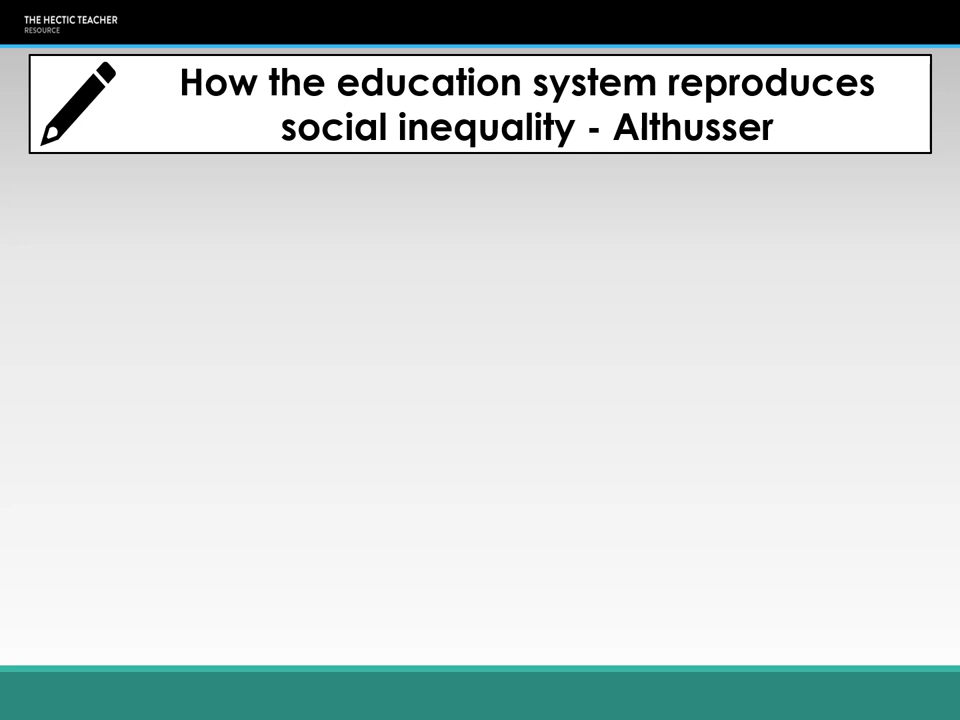 THE HECTIC TEACHER
RESOURCE
How the education system reproduces
social inequality - Althusser